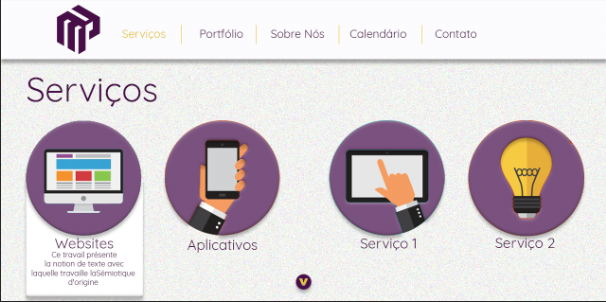 Serviços Portfólio Sobre Nós Calendário Contato
Serviços
Websites
Ce travail présente
la notion de texte avec
laquelle travaille laSémiotique
d'origine
Aplicativos
Serviço 1
Serviço 2
v